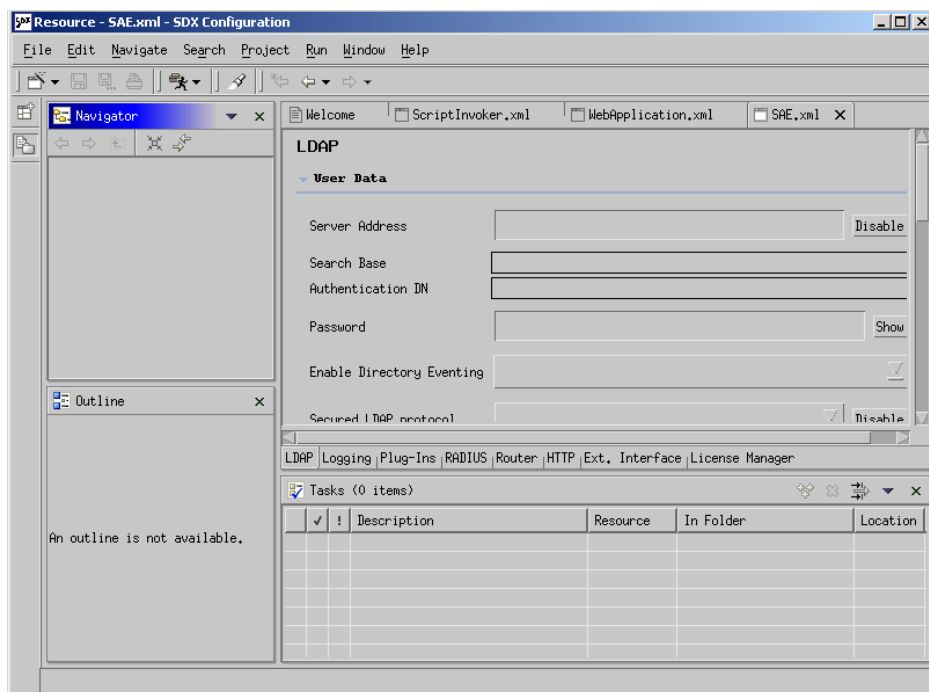 SDX Resource - SAE.xml - SDX Configuration
File Edit Navigate Search Project Run Window Help
Navigator
Welcome ScriptInvoker.xml WebApplication.xml SAE.xml
LDAP
User Data
Server Address Disable
Search Base
Authentication DN
Password Show
Enable Directory Eventing
Secured LDAP protocol Disable
LDAP Logging Plug-Ins RADIUS Router HTTP Ext. Interface License Manager
Outline
An outline is not available.
Tasks (0 items)
! Description Resource In Folder Location